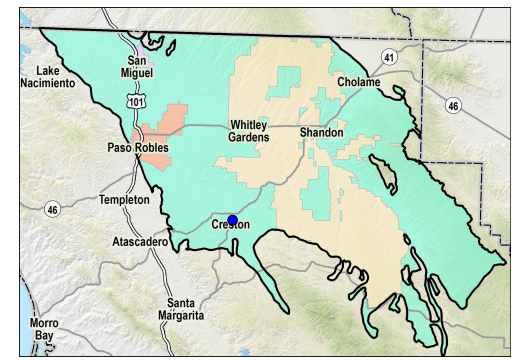 San
Miguel
Lake
Nacimiento
41
Cholame
101
46
Whitley
Gardens
Shandon
Paso Robles
Templeton
46
Creston
Atascadero
Santa
Margarita
Morro
Bay